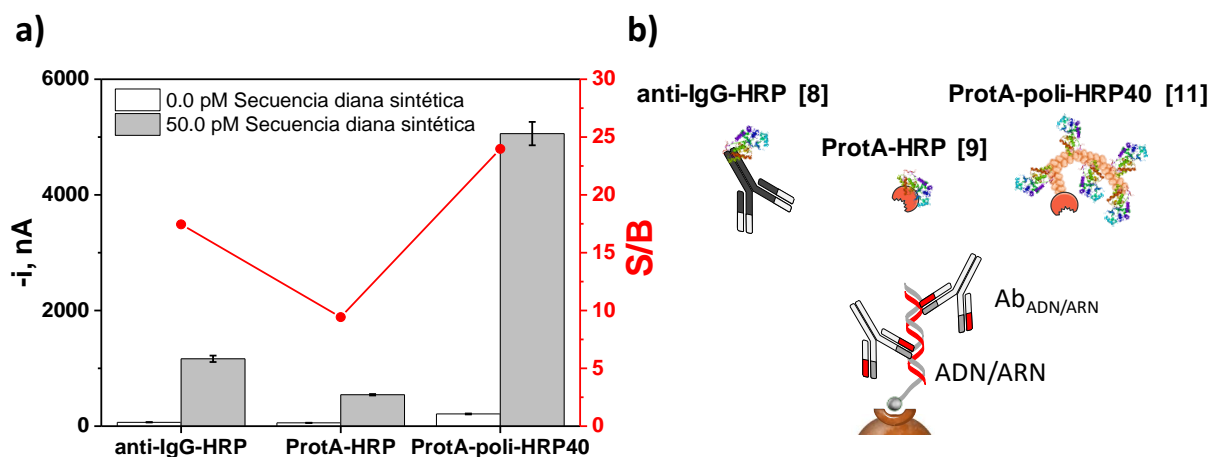 a)
6000
4000
2000
0
-i, nA
0.0 pM Secuencia diana sintética
50.0 pM Secuencia diana sintética
30
25
20
15
10
5
0
S/B
anti-IgG-HRP
ProtA-HRP
ProtA-poli-HRP40
b)
anti-IgG-HRP [8]
ProtA-HRP [9]
ProtA-poli-HRP40 [11]
AbADN/ARN
ADN/ARN